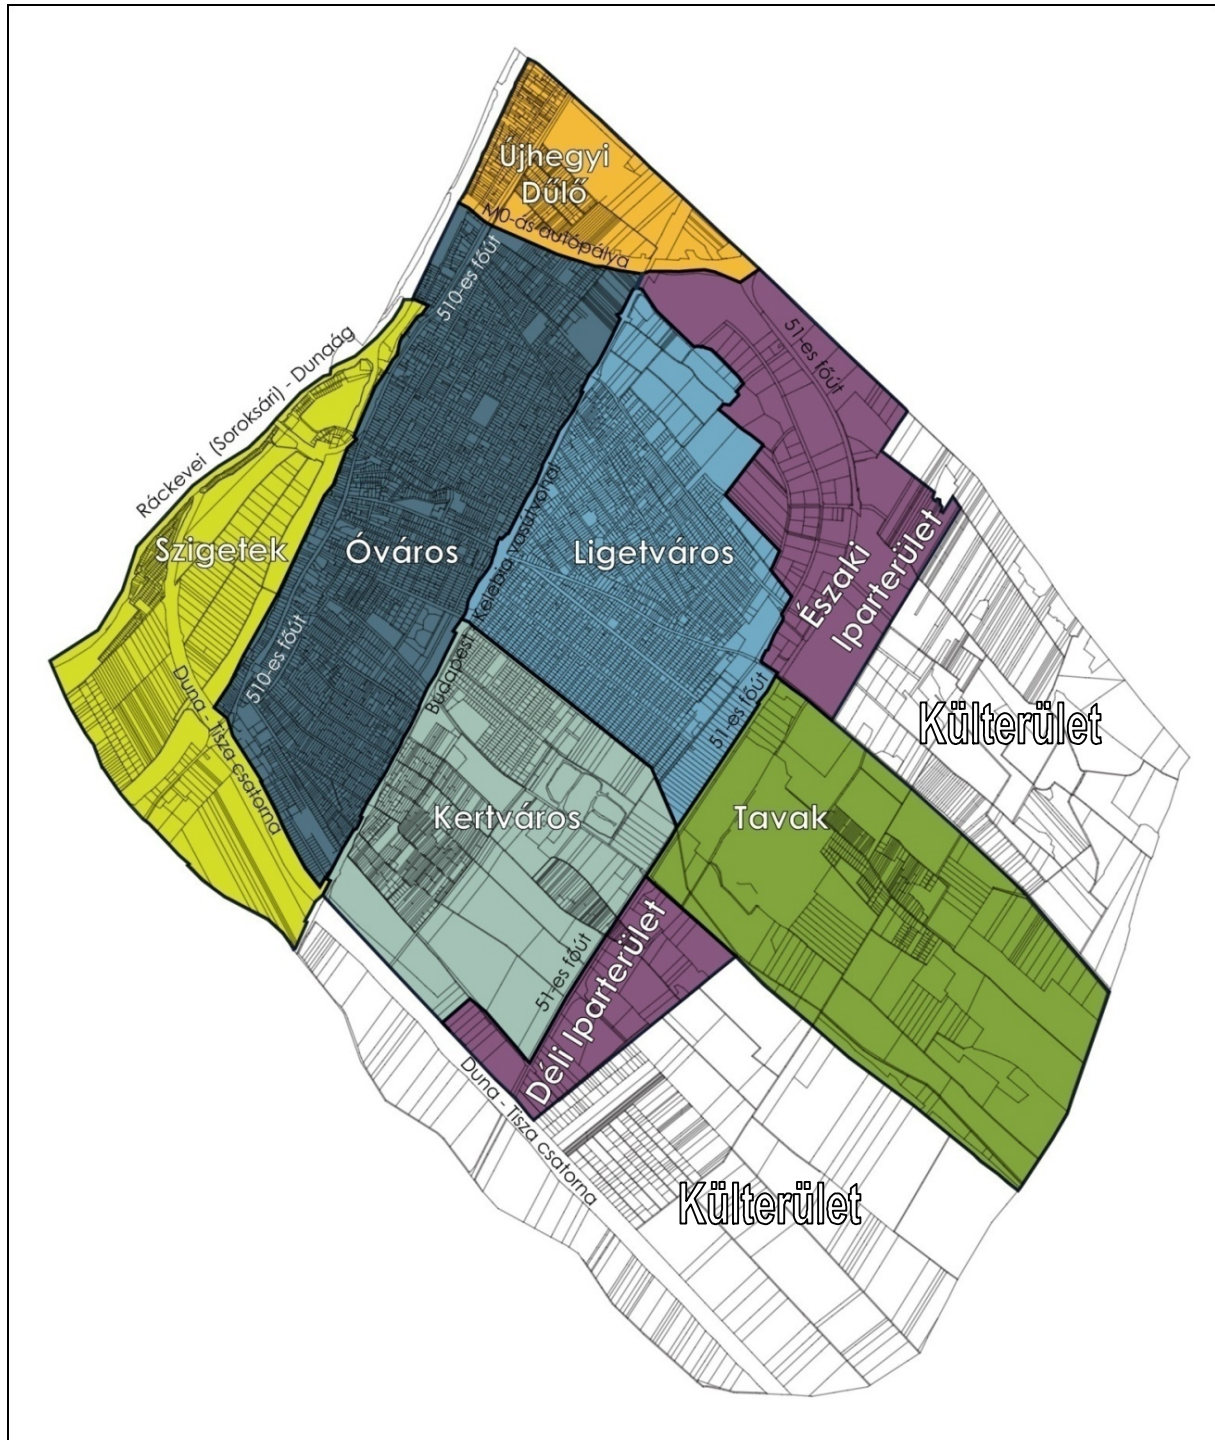 Újhegyi
Dűlő
M0-ás autópálya
510-es főút
51-es főút
Ráckevei (Soroksári) - Dunaág
Szigetek
Óváros
Ligetváros
Budapest - Kelebia vasútvonal
Északi
Iparterület
510-es főút
Duna - Tisza csatorna
51-es főút
Külterület
Kertváros
Tavak
51-es főút
Déli Iparterület
Duna - Tisza csatorna
Külterület